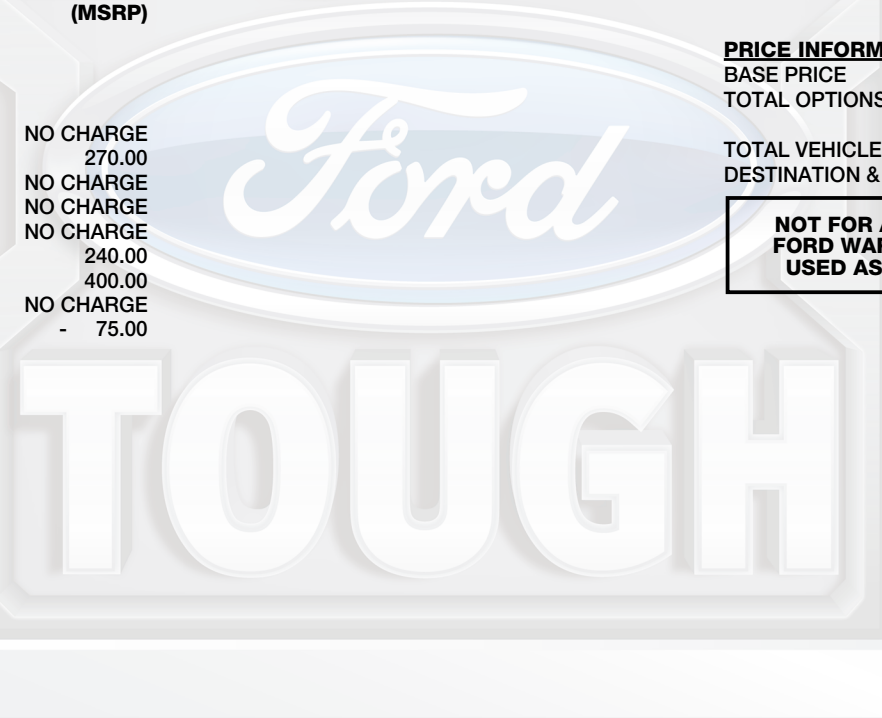 (MSRP)
NO CHARGE
270.00
NO CHARGE
NO CHARGE
NO CHARGE
240.00
400.00
NO CHARGE
- 75.00
PRICE INFORM
BASE PRICE
TOTAL OPTIONS
TOTAL VEHICLE
DESTINATION &
NOT FOR
FORD WAR
USED AS
Ford
TOUGH